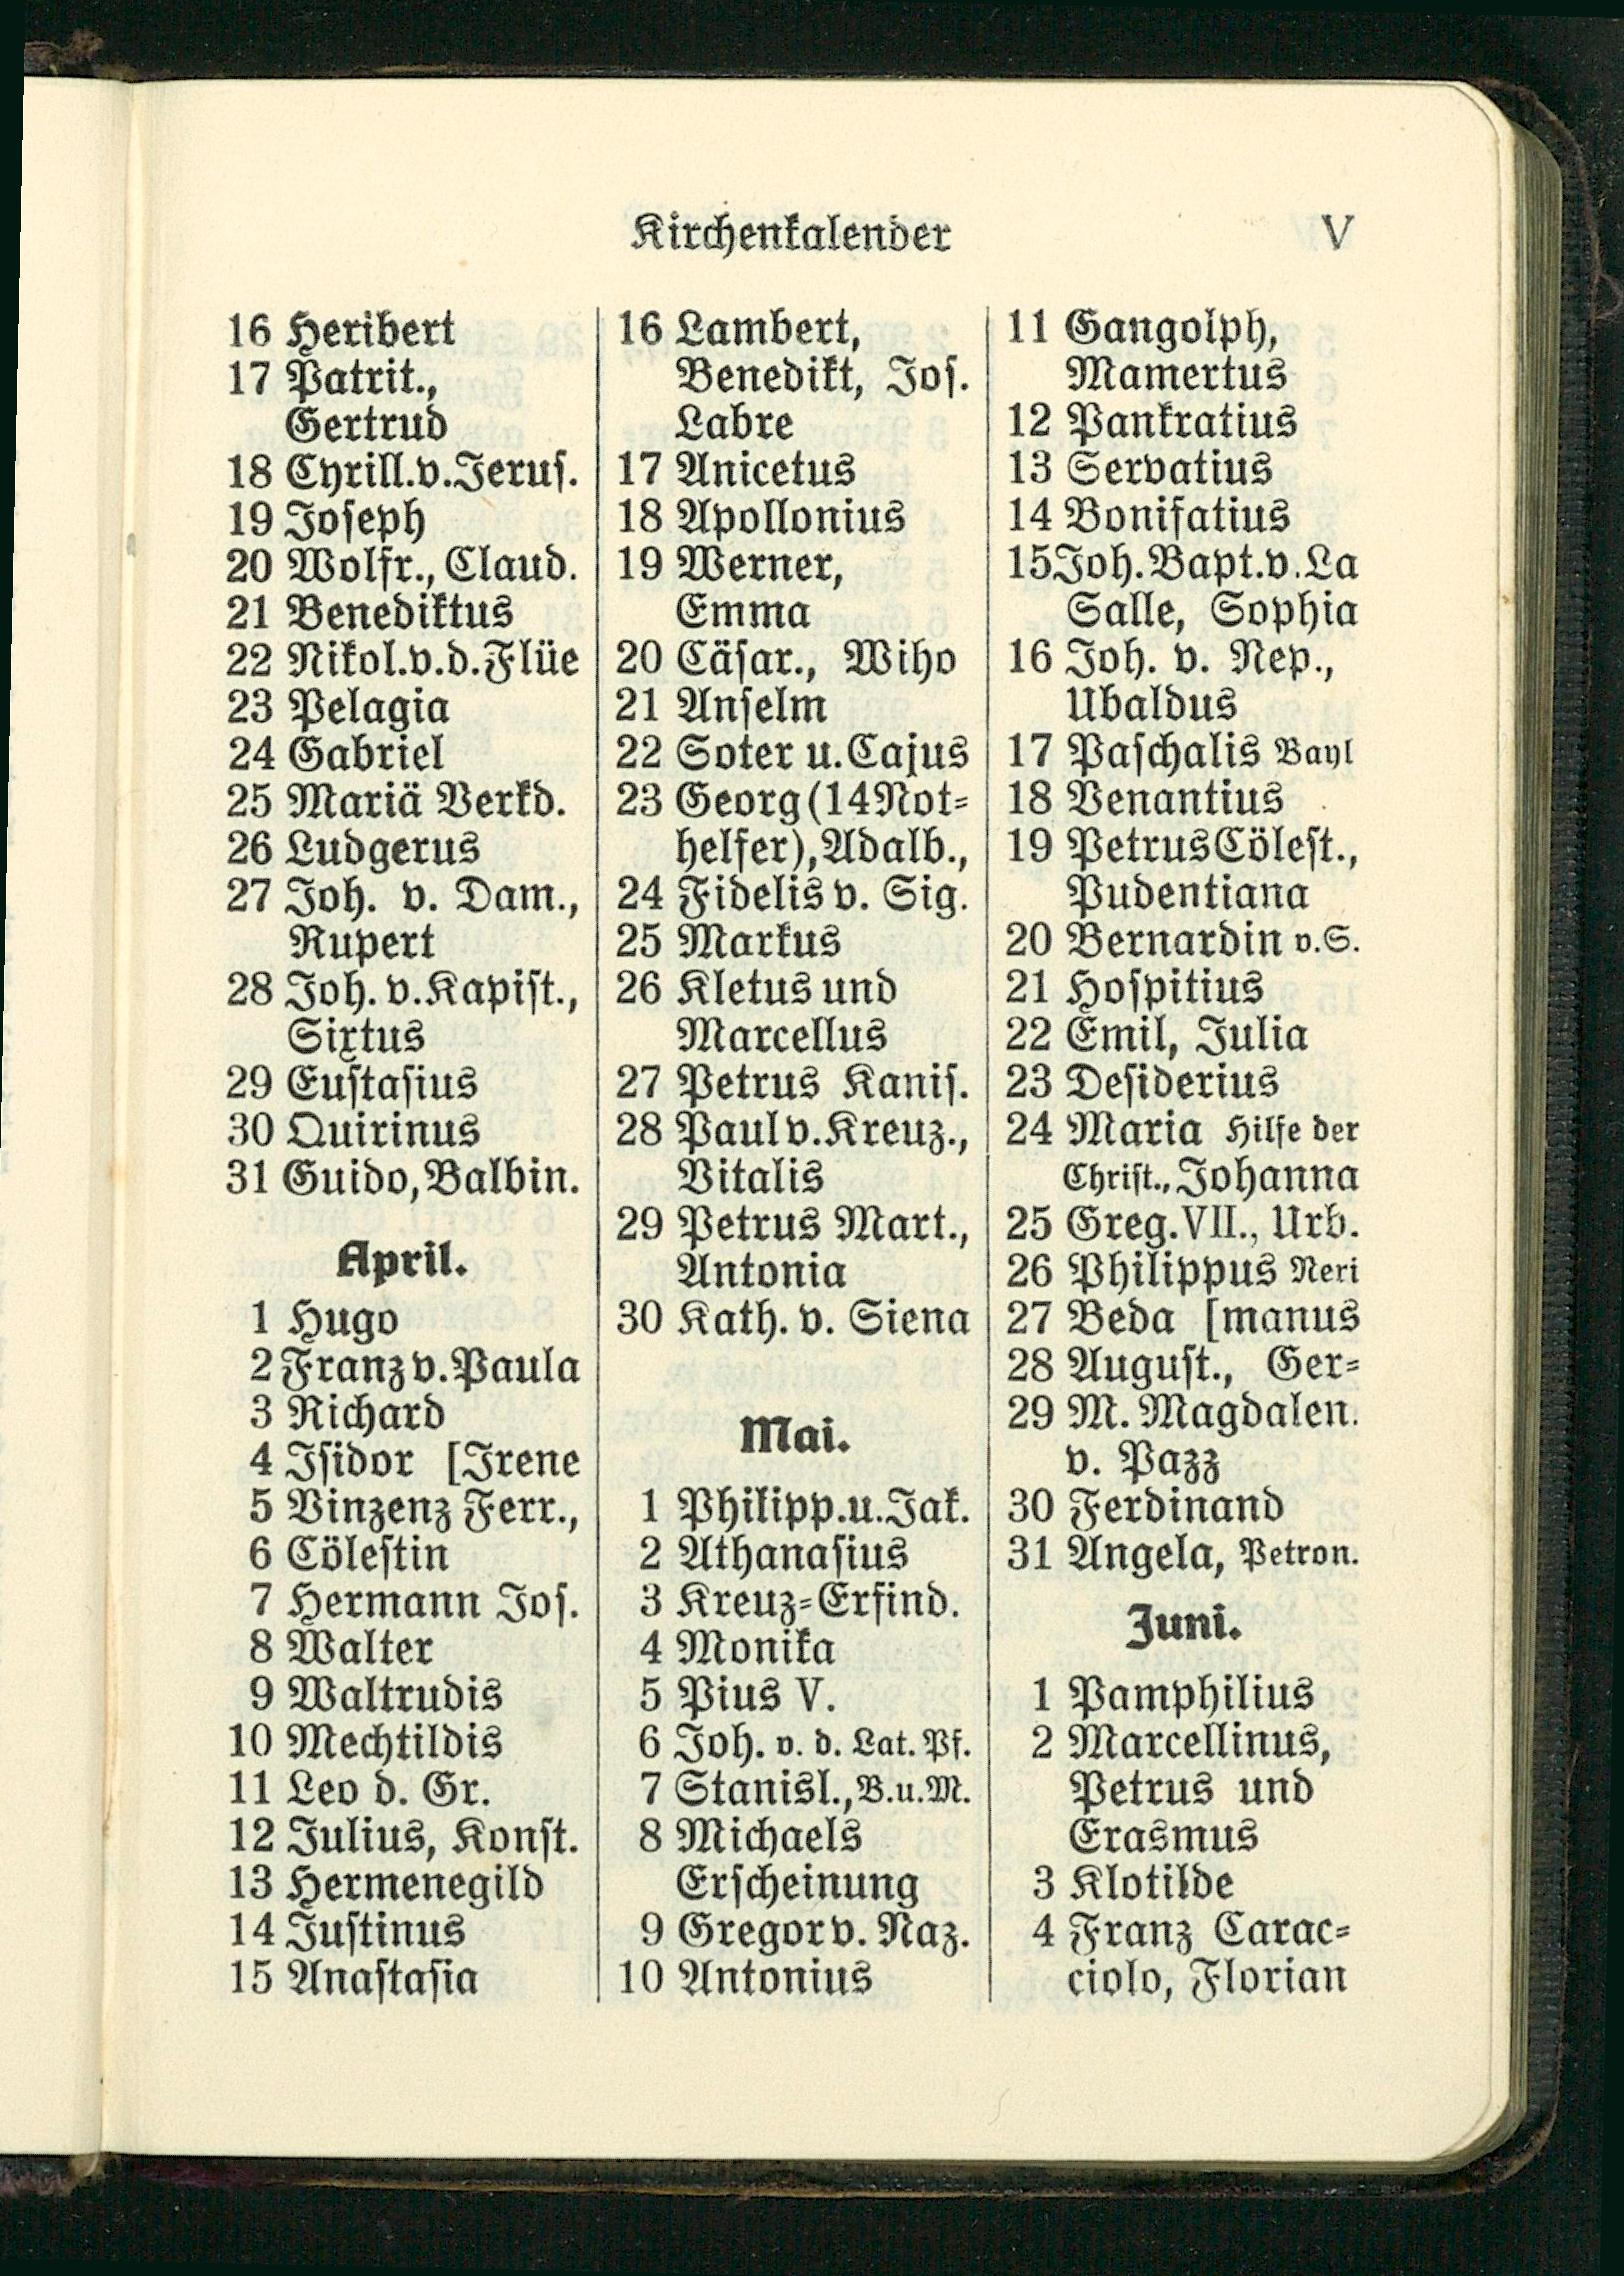 Kirchenkalender V
16 Heribert
17 Patrit.,
Gertrud
18 Cyrill.v.Jerus.
19 Joseph
20 Wolfr., Claud.
21 Benediktus
22 Nikol.v.d.Flüe
23 Pelagia
24 Gabriel
25 Mariä Verkd.
26 Ludgerus
27 Joh. v. Dam.,
Rupert
28 Joh. v. Kapist.,
Sixtus
29 Eustasius
30 Quirinus
31 Guido, Balbin.
April.
1 Hugo
2 Franz v. Paula
3 Richard
4 Isidor [Irene
5 Vinzenz Ferr.,
6 Cölestin
7 Hermann Jos.
8 Walter
9 Waltrudis
10 Mechtildis
11 Leo d. Gr.
12 Julius, Konst.
13 Hermenegild
14 Justinus
15 Anastasia
16 Lambert,
Benedikt, Jos.
Labre
17 Anicetus
18 Apollonius
19 Werner,
Emma
20 Cäsar., Wiho
21 Anselm
22 Soter u. Cajus
23 Georg (14 Not-
helfer), Adalb.,
24 Fidelis v. Sig.
25 Markus
26 Kletus und
Marcellus
27 Petrus Kanis.
28 Paul v. Kreuz.,
Vitalis
29 Petrus Mart.,
Antonia
30 Kath. v. Siena
Mai.
1 Philipp. u. Jak.
2 Athanasius
3 Kreuz-Erfind.
4 Monika
5 Pius V.
6 Joh. v. d. Lat. Pf.
7 Stanisl., B. u. M.
8 Michaels
Erscheinung
9 Gregor v. Naz.
10 Antonius
11 Gangolph,
Mamertus
12 Pankratius
13 Servatius
14 Bonifatius
15 Joh. Bapt. v. La
Salle, Sophia
16 Joh. v. Nep.,
Ubaldus
17 Paschalis Bayl
18 Venantius
19 Petrus Cölest.,
Pudentiana
20 Bernardin v. S.
21 Hospitius
22 Emil, Julia
23 Desiderius
24 Maria Hilfe der
Christ., Johanna
25 Greg. VII., Urb.
26 Philippus Neri
27 Beda [manus
28 August., Ger-
29 M. Magdalen.
v. Pazz
30 Ferdinand
31 Angela, Petron.
Juni.
1 Pamphilius
2 Marcellinus,
Petrus und
Erasmus
3 Klotilde
4 Franz Carac-
ciolo, Florian